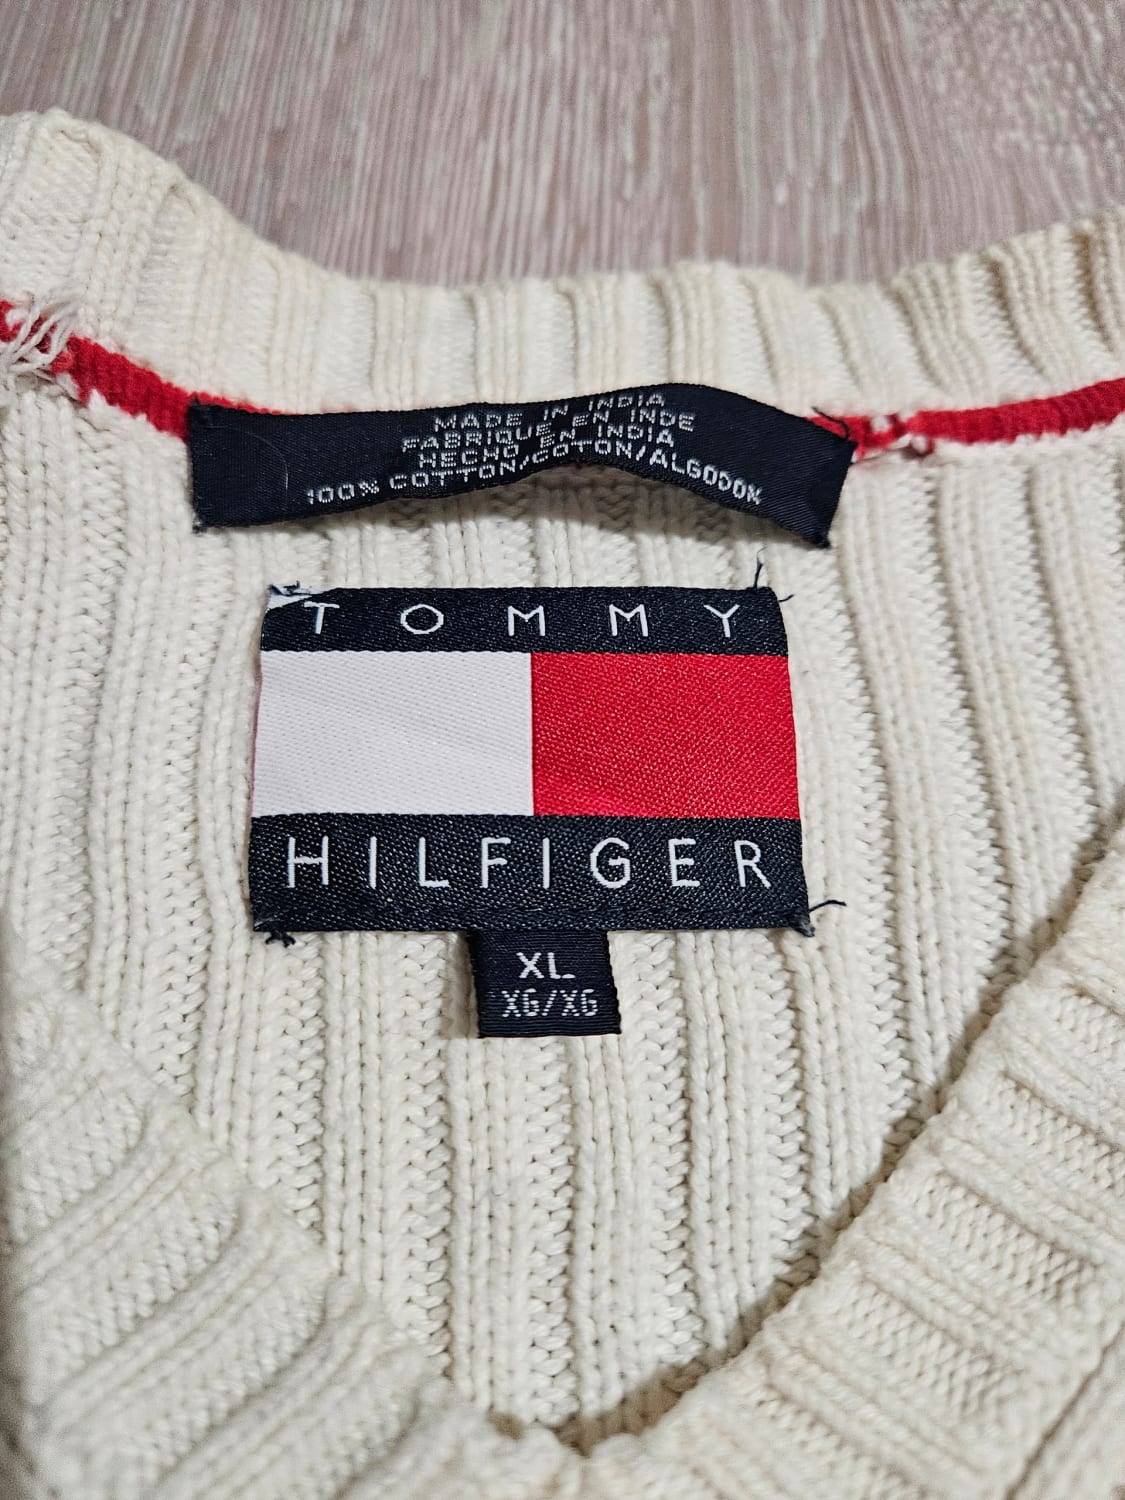 MADE IN INDIA
FABRIQUE EN INDE
HECHO EN INDIA
100% COTTON/COTON/ALGODON
TOMMY
HILFIGER
XL
XG/XG